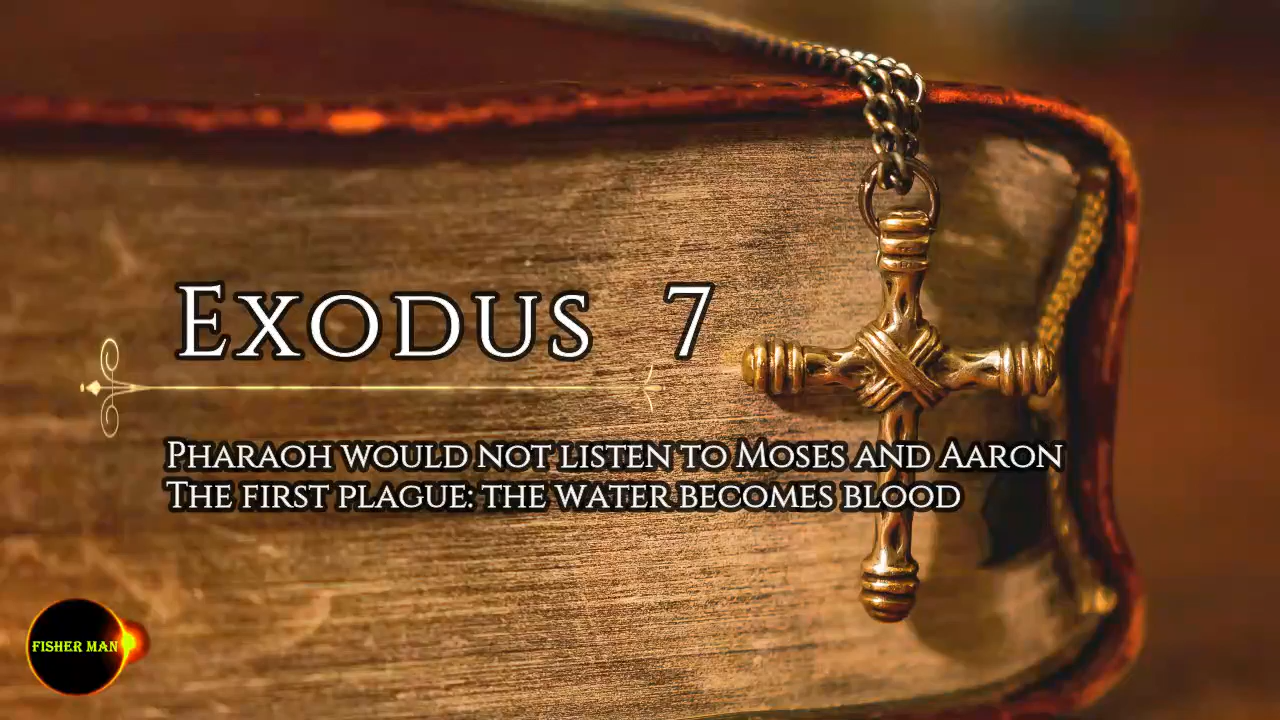 Exodus 7
Pharaoh would not listen to Moses and Aaron
The first plague: the water becomes blood
FISHER MAN